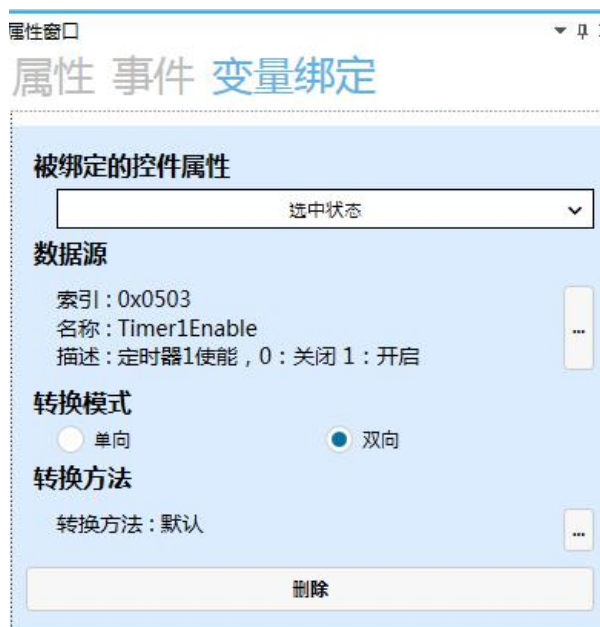 属性窗口
属性 事件 变量绑定
被绑定的控件属性
选中状态
数据源
索引：0x0503
名称：Timer1Enable
描述：定时器1使能，0：关闭 1：开启
...
转换模式
单向 双向
转换方法
转换方法：默认
...
删除